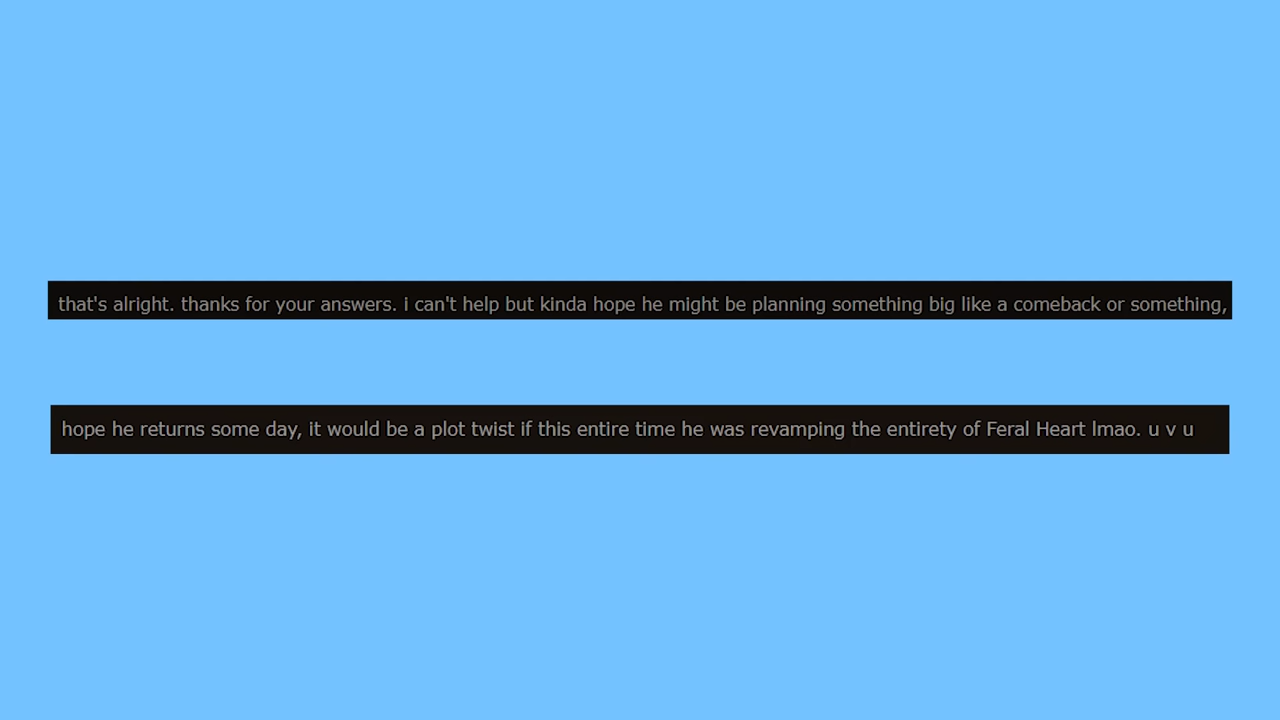 that's alright. thanks for your answers. i can't help but kinda hope he might be planning something big like a comeback or something,
hope he returns some day, it would be a plot twist if this entire time he was revamping the entirety of Feral Heart lmao. u v u